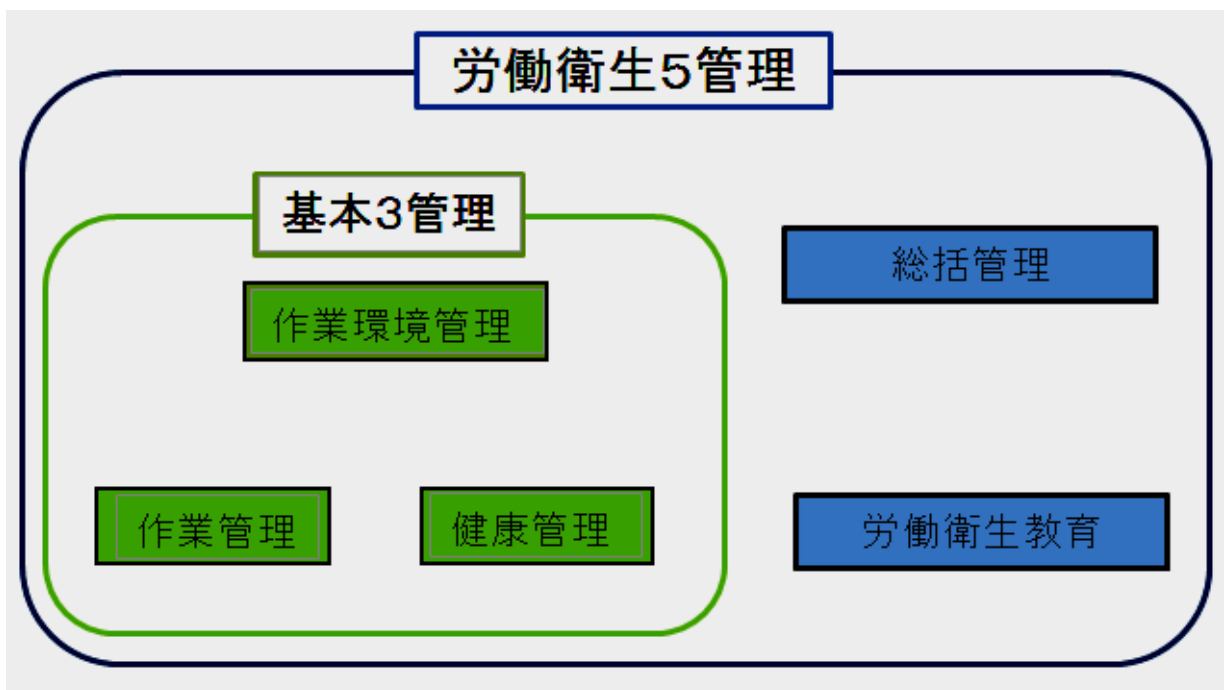 労働衛生5管理
基本3管理
作業環境管理
作業管理
健康管理
総括管理
労働衛生教育